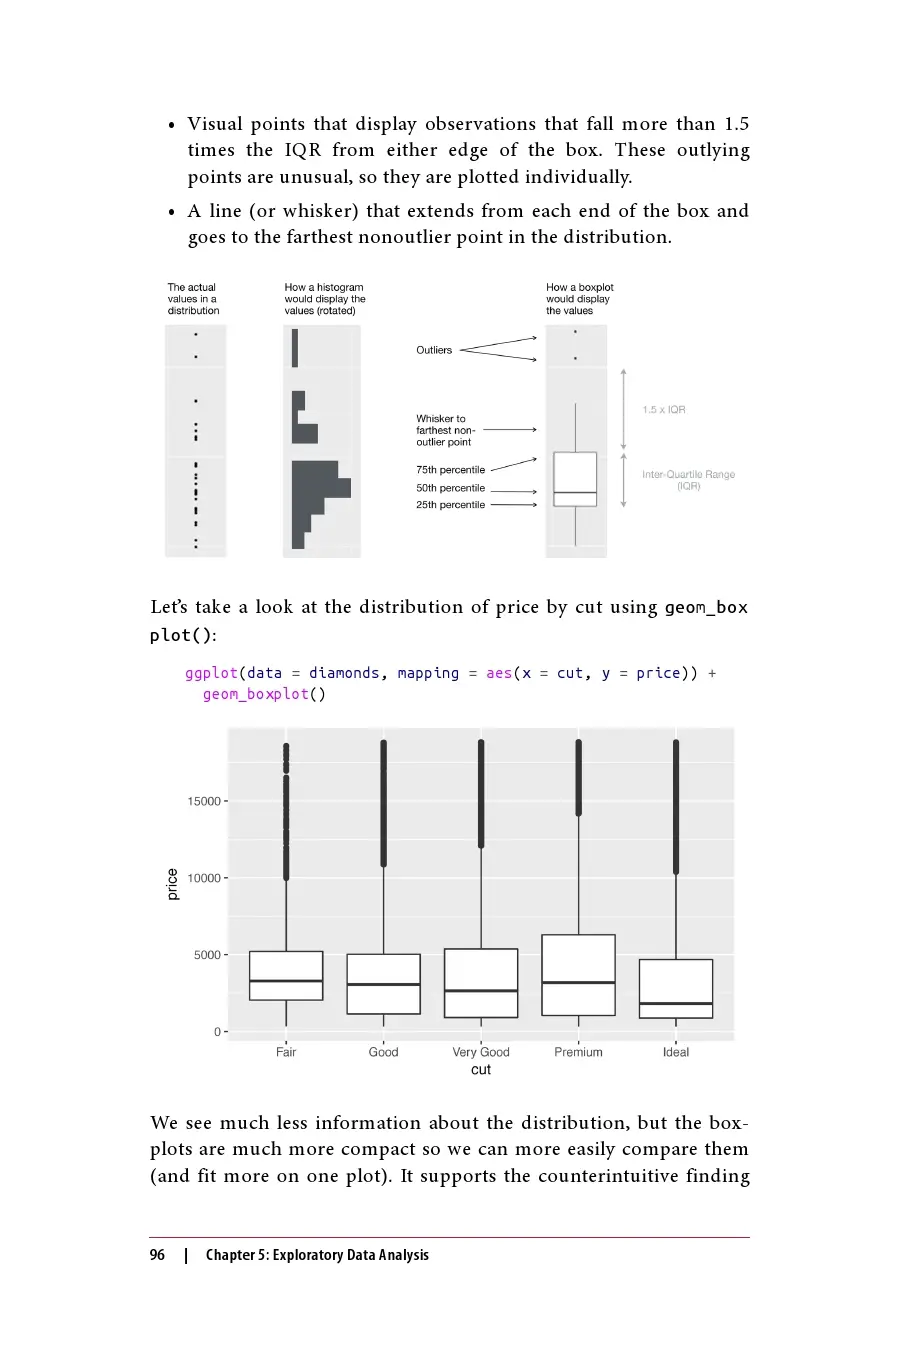 • Visual points that display observations that fall more than 1.5
times the IQR from either edge of the box. These outlying
points are unusual, so they are plotted individually.
• A line (or whisker) that extends from each end of the box and
goes to the farthest nonoutlier point in the distribution.
The actual
values in a
distribution
How a histogram
would display the
values (rotated)
How a boxplot
would display
the values
Outliers
1.5 x IQR
Whisker to
farthest non-
outlier point
75th percentile
50th percentile
25th percentile
Inter-Quartile Range
(IQR)
Let's take a look at the distribution of price by cut using geom_box
plot():
ggplot(data = diamonds, mapping = aes(x = cut, y = price)) +
geom_boxplot()
15000
10000
5000
0
price
Fair Good Very Good Premium Ideal
cut
We see much less information about the distribution, but the box-
plots are much more compact so we can more easily compare them
(and fit more on one plot). It supports the counterintuitive finding
96 | Chapter 5: Exploratory Data Analysis